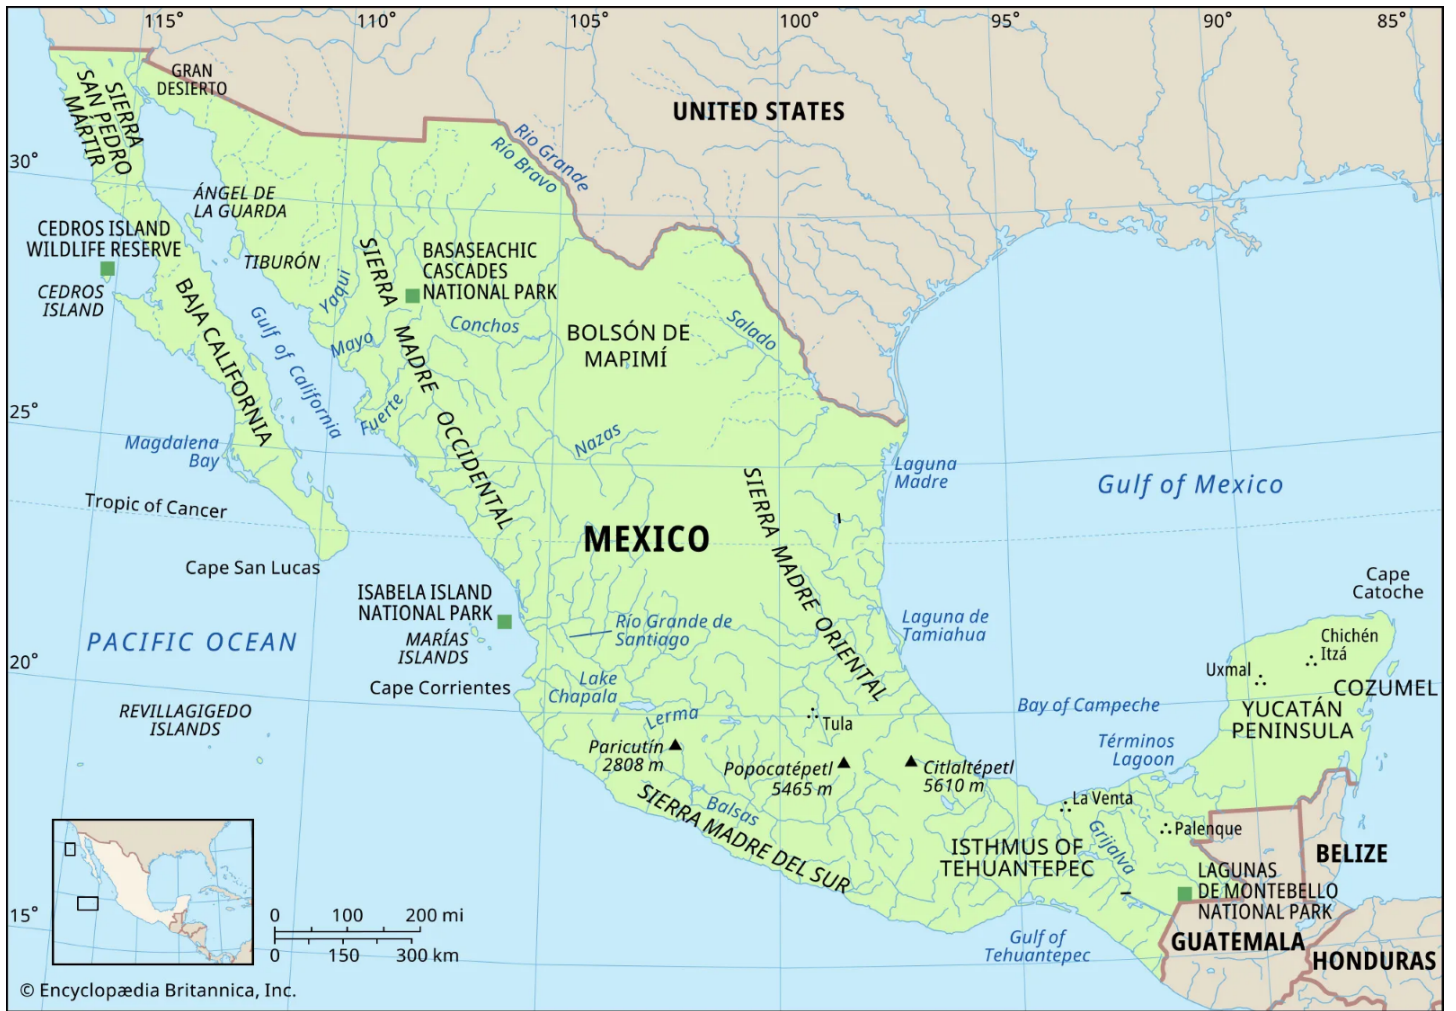 115°
110°
105°
100°
95°
90°
85°
GRAN
DESIERTO
SIERRA
SAN PEDRO
MÁRTIR
UNITED STATES
Rio Grande
Río Bravo
30°
ÁNGEL DE
LA GUARDA
CEDROS ISLAND
WILDLIFE RESERVE
TIBURÓN
BASASEACHIC
CASCADES
NATIONAL PARK
CEDROS
ISLAND
BAJA CALIFORNIA
Gulf of California
Yaqui
Mayo
Fuerte
SIERRA MADRE OCCIDENTAL
Conchos
BOLSÓN DE
MAPIMÍ
Salado
25°
Magdalena
Bay
Nazas
Laguna
Madre
Gulf of Mexico
Tropic of Cancer
MEXICO
SIERRA MADRE ORIENTAL
Cape San Lucas
Cape
Catoche
ISABELA ISLAND
NATIONAL PARK
MARÍAS
ISLANDS
Río Grande de
Santiago
Laguna de
Tamiahua
PACIFIC OCEAN
Chichén
Itzá
Uxmal
20°
Cape Corrientes
Lake
Chapala
COZUMEL
REVILLAGIGEDO
ISLANDS
Lerma
Tula
Bay of Campeche
YUCATÁN
PENINSULA
Paricutín
2808 m
Popocatépetl
5465 m
Citlaltépetl
5610 m
Términos
Lagoon
SIERRA MADRE DEL SUR
Balsas
La Venta
Palenque
Grijalva
ISTHMUS OF
TEHUANTEPEC
BELIZE
LAGUNAS
DE MONTEBELLO
NATIONAL PARK
15°
0 100 200 mi
0 150 300 km
Gulf of
Tehuantepec
GUATEMALA
HONDURAS
© Encyclopædia Britannica, Inc.